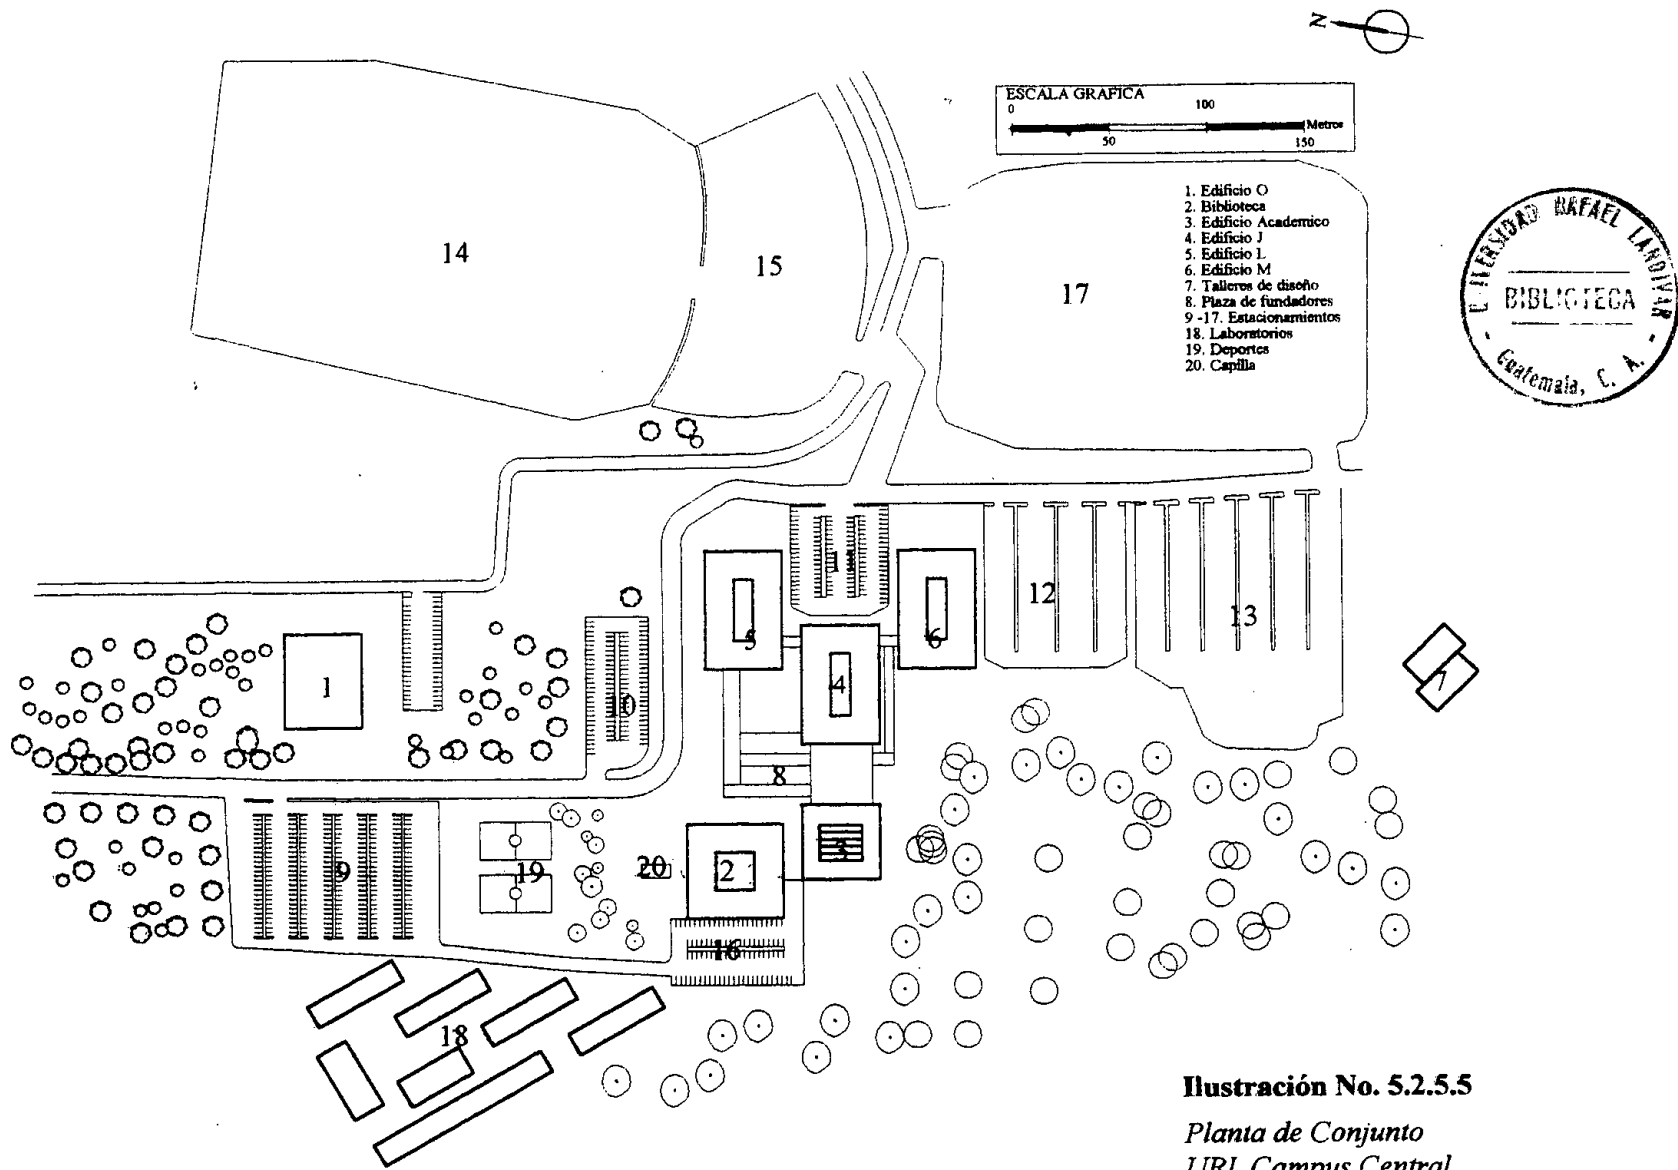 N
ESCALA GRAFICA
0 100
Metros
50 150
1. Edificio O
2. Biblioteca
3. Edificio Academico
4. Edificio J
5. Edificio L
6. Edificio M
7. Talleres de diseño
8. Plaza de fundadores
9 -17. Estacionamientos
18. Laboratorios
19. Deportes
20. Capilla
UNIVERSIDAD RAFAEL LANDIVAR
BIBLIOTECA
- Guatemala, C. A. -
14
15
17
11
12
13
5
6
7
1
10
4
8
9
19
20
2
3
16
18
Ilustración No. 5.2.5.5
Planta de Conjunto
URL Campus Central